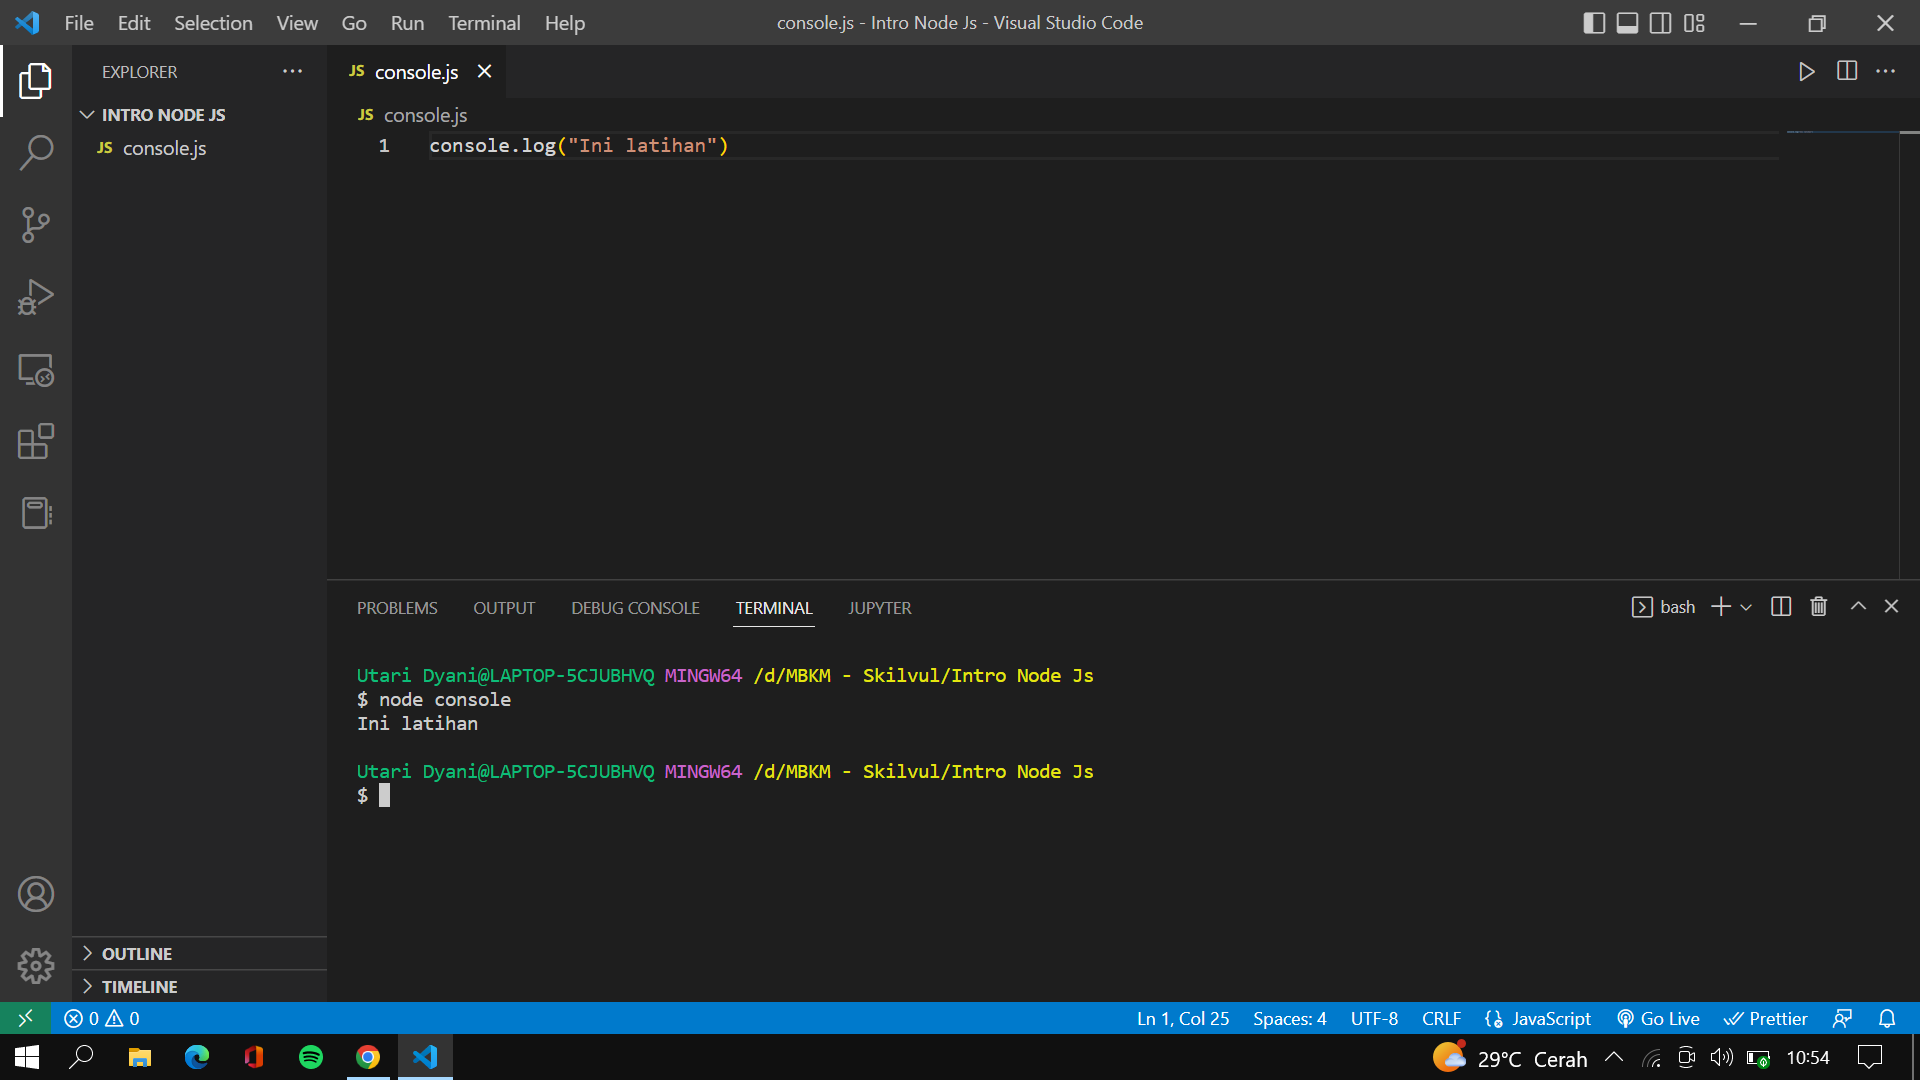 File Edit Selection View Go Run Terminal Help
console.js - Intro Node Js - Visual Studio Code
EXPLORER
INTRO NODE JS
JS console.js
OUTLINE
TIMELINE
JS console.js
JS console.js
1 console.log("Ini latihan")
PROBLEMS OUTPUT DEBUG CONSOLE TERMINAL JUPYTER
bash
Utari Dyani@LAPTOP-5CJUBHVQ MINGW64 /d/MBKM - Skilvul/Intro Node Js
$ node console
Ini latihan
Utari Dyani@LAPTOP-5CJUBHVQ MINGW64 /d/MBKM - Skilvul/Intro Node Js
$
0 0
Ln 1, Col 25 Spaces: 4 UTF-8 CRLF JavaScript Go Live Prettier
29°C Cerah 10:54